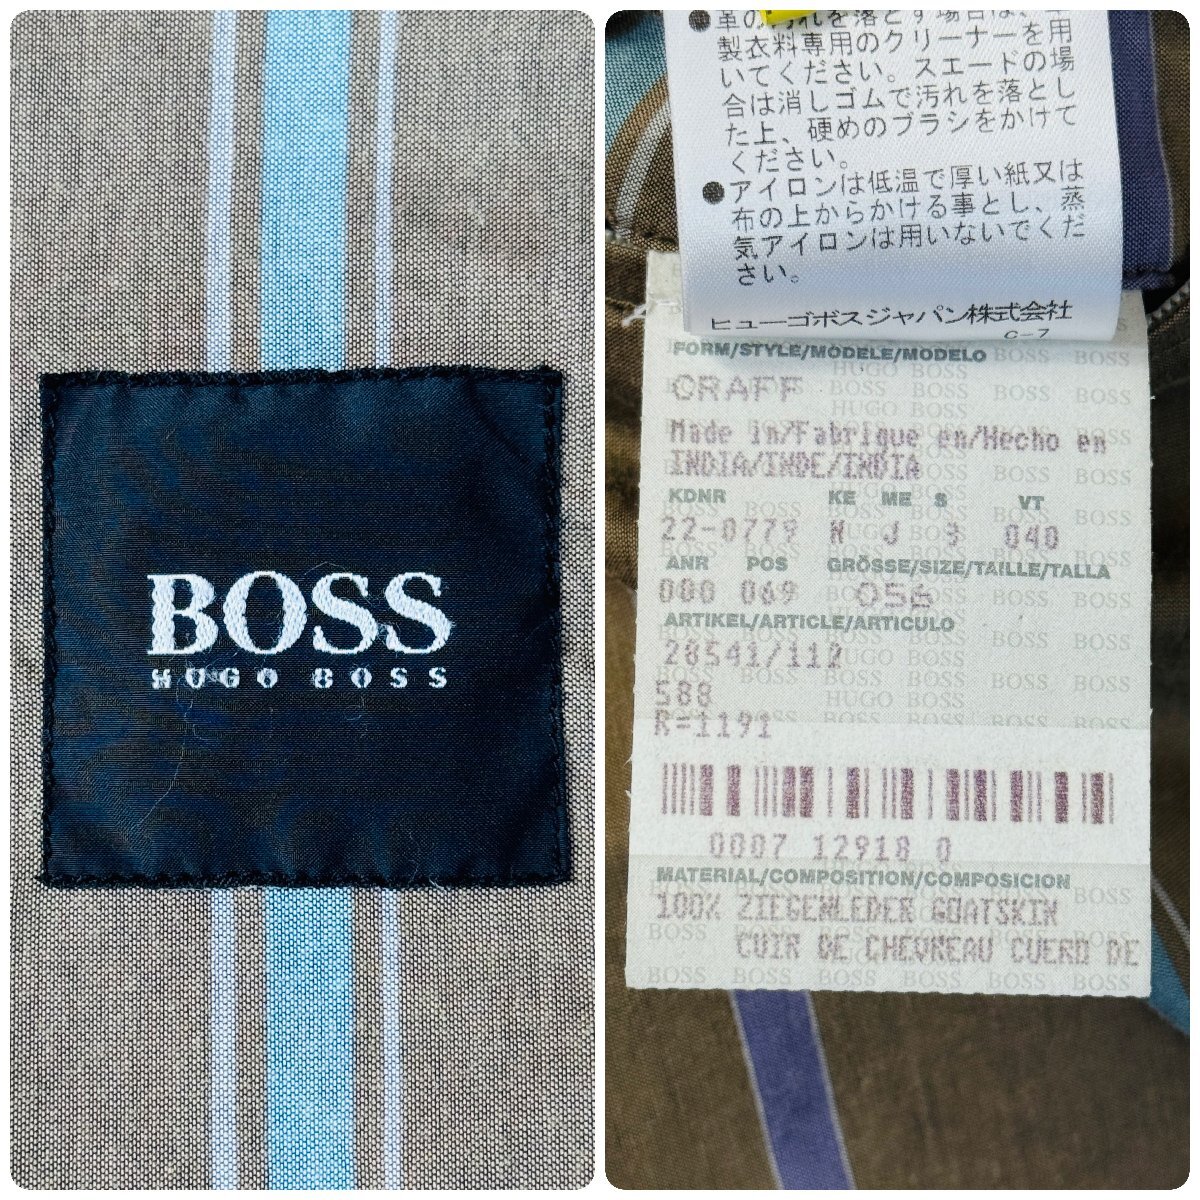 BOSS
HUGO BOSS
●革の汚れを落とす場合は、
製衣料専用のクリーナーを用
いてください。スエードの場
合は消しゴムで汚れを落とし
た上、硬めのブラシをかけて
ください。
●アイロンは低温で厚い紙又は
布の上からかける事とし、蒸
気アイロンは用いないでくだ
さい。
ヒューゴボスジャパン株式会社
C-7
FORM/STYLE/MODELE/MODELO
CRAFF
Made in/Fabrique en/Hecho en
INDIA/INDE/INDIA
KDNR KE ME S VT
22-0779 N J 3 040
ANR POS GRÖSSE/SIZE/TAILLE/TALLA
000 069 056
ARTIKEL/ARTICLE/ARTICULO
28541/112
588
R=1191
0007 12918 0
MATERIAL/COMPOSITION/COMPOSICION
100% ZIEGENLEDER GOATSKIN
CUIR DE CHEVREAU CUERO DE